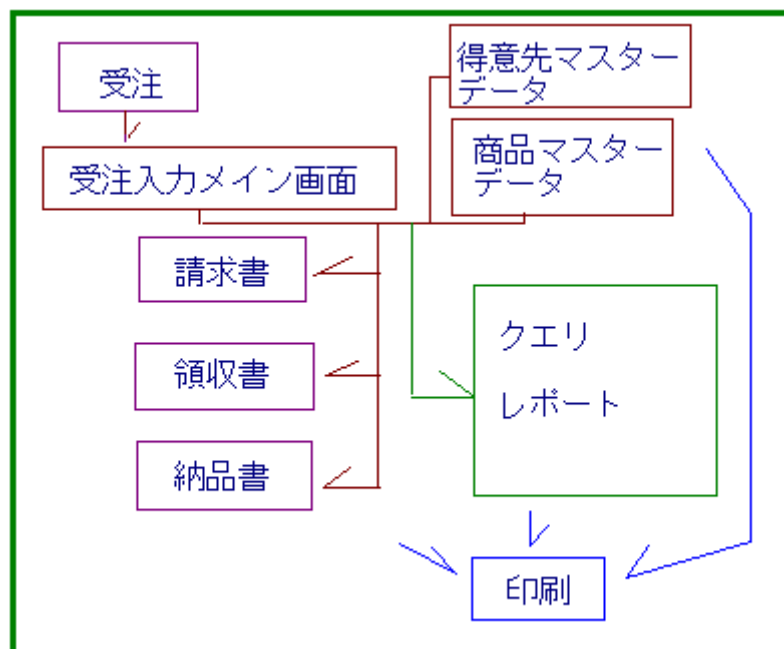 受注
得意先マスター
データ
受注入力メイン画面
商品マスター
データ
請求書
領収書
納品書
クエリ
レポート
印刷